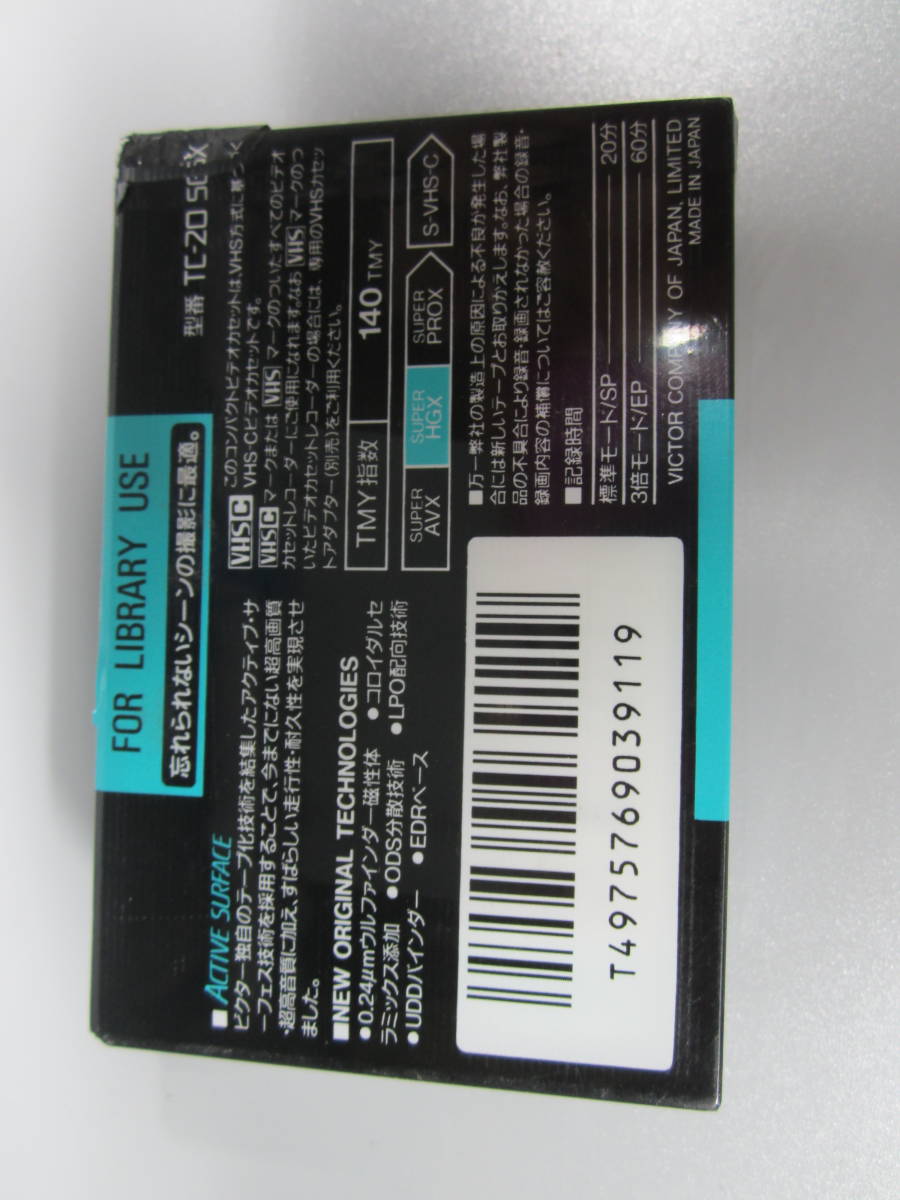 FOR LIBRARY USE
忘れられないシーンの撮影に最適。
型番 TC-20
■ACTIVE SURFACE
ビクター独自のテープ化技術を結集したアクティブ・サ
ーフェス技術を採用することで、今までにない超高画質
・超高音質に加え、すばらしい走行性・耐久性を実現させ
ました。
■NEW ORIGINAL TECHNOLOGIES
●0.24μmウルファインダー磁性体 ●コロイダルセ
ラミックス添加 ●ODS分散技術 ●LPO配向技術
●UDDバインダー ●EDRベース
VHSC このコンパクトビデオカセットは、VHS方式に基づく
VHS-Cビデオカセットです。
VHSC マークまたは VHS マークのついたすべてのビデオ
カセットレコーダーにご使用になれます。なお VHS マークのつ
いたビデオカセットレコーダーの場合には、専用のVHSカセッ
トアダプター(別売)をご利用ください。
TMY指数 140 TMY
SUPER AVX SUPER HGX SUPER PROX S-VHS-C
■万一弊社の製造上の原因による不良が発生した場
合には新しいテープとお取りかえします。なお、弊社製
品の不具合により録音・録画されなかった場合の録音・
録画内容の補償についてはご容赦ください。
■記録時間
標準モード/SP 20分
3倍モード/EP 60分
VICTOR COMPANY OF JAPAN, LIMITED
MADE IN JAPAN
T4975769039119